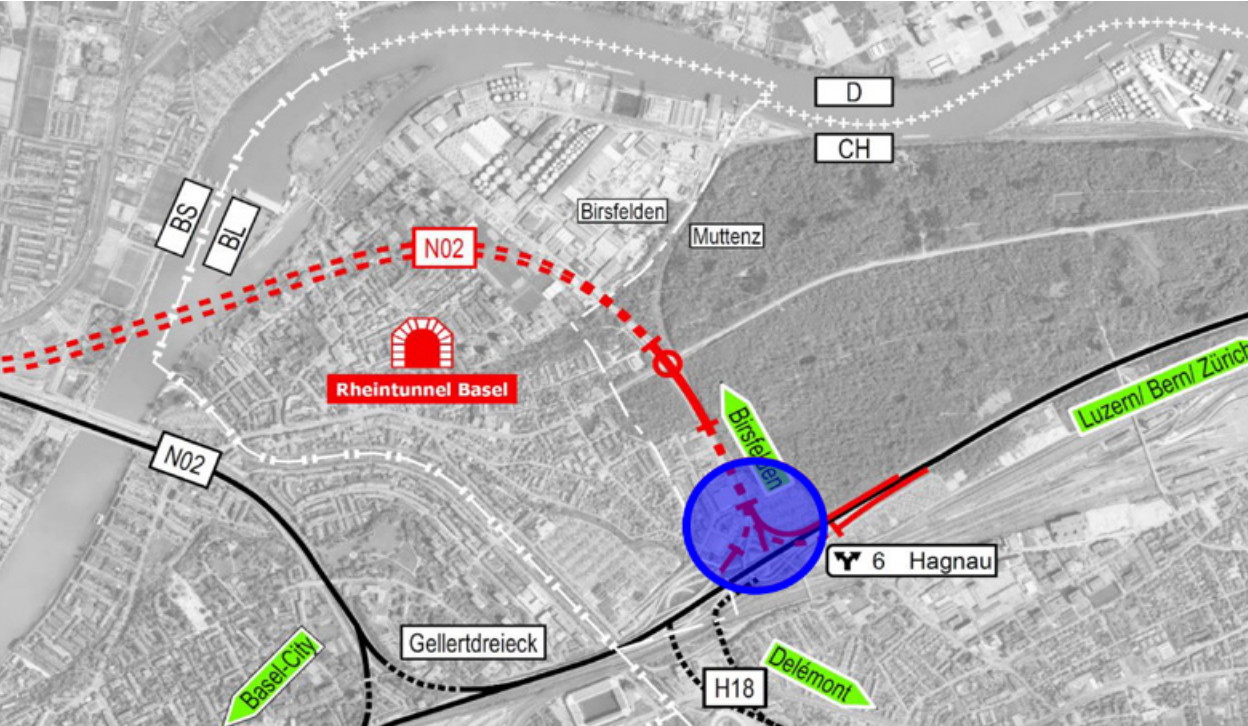 D
CH
BS
BL
Birsfelden
Muttenz
N02
Rheintunnel Basel
Luzern/ Bern/ Zürich
Birsfelden
N02
6 Hagnau
Gellertdreieck
Basel-City
H18
Delémont